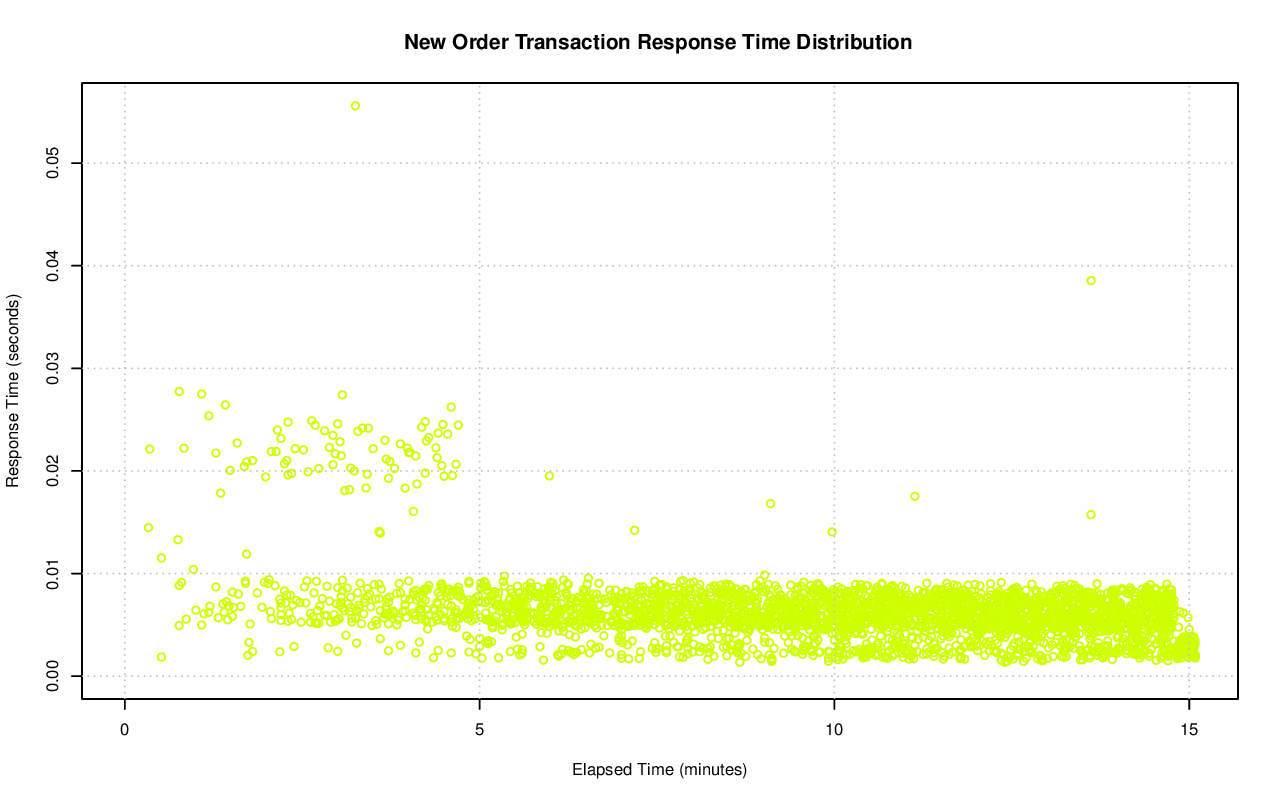 New Order Transaction Response Time Distribution
Response Time (seconds)
0.05
0.04
0.03
0.02
0.01
0.00
0 5 10 15
Elapsed Time (minutes)